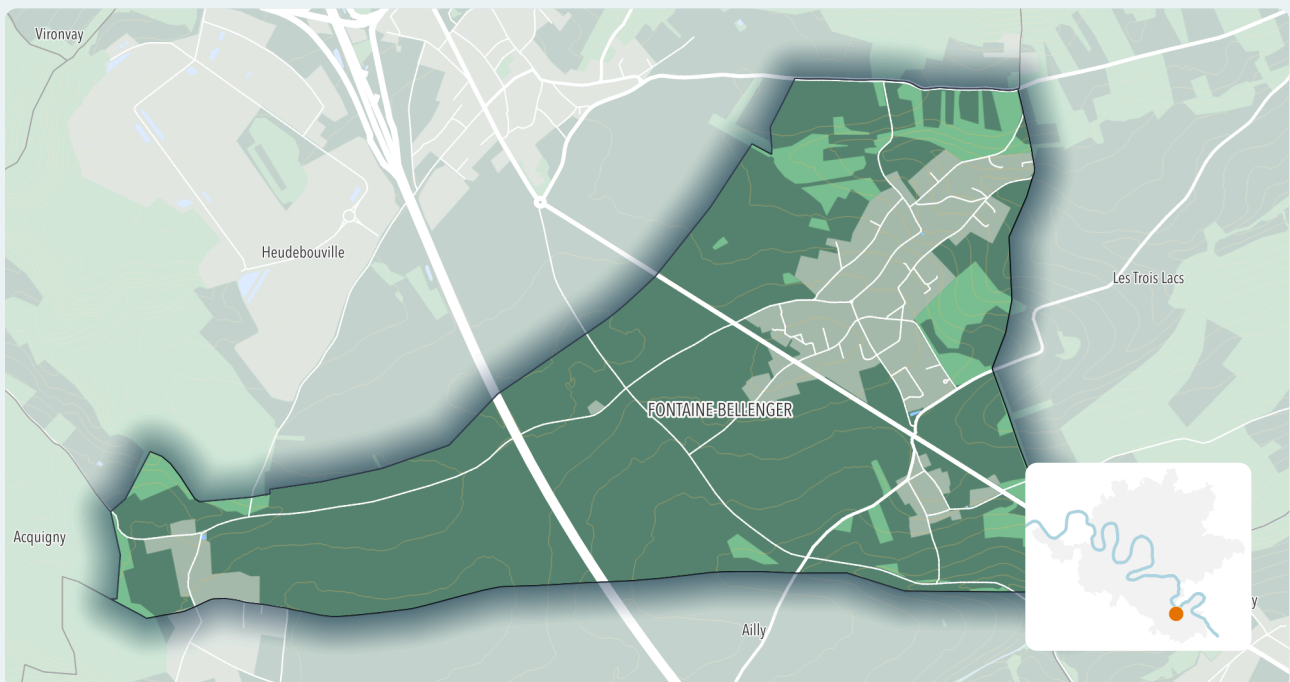 Vironvay
Heudebouville
Les Trois Lacs
FONTAINE-BELLENGER
Acquigny
Ailly
y